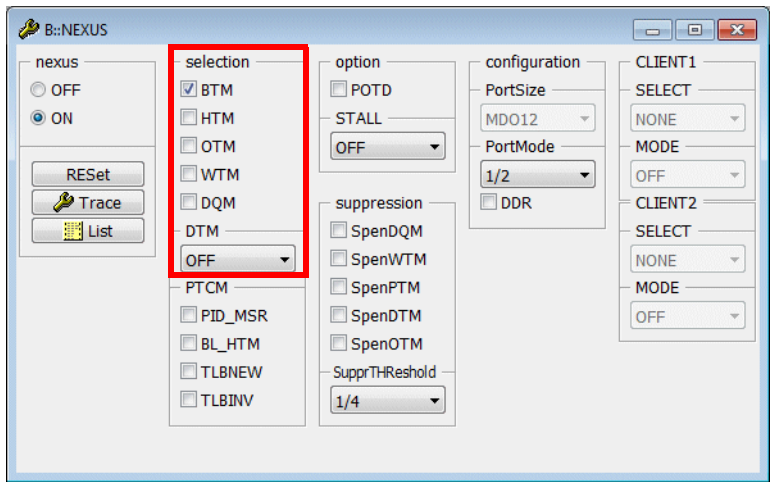 B::NEXUS
nexus
OFF
ON
RESet
Trace
List
selection
BTM
HTM
OTM
WTM
DQM
DTM
OFF
PTCM
PID_MSR
BL_HTM
TLBNEW
TLBINV
option
POTD
STALL
OFF
suppression
SpenDQM
SpenWTM
SpenPTM
SpenDTM
SpenOTM
SupprTHReshold
1/4
configuration
PortSize
MDO12
PortMode
1/2
DDR
CLIENT1
SELECT
NONE
MODE
OFF
CLIENT2
SELECT
NONE
MODE
OFF